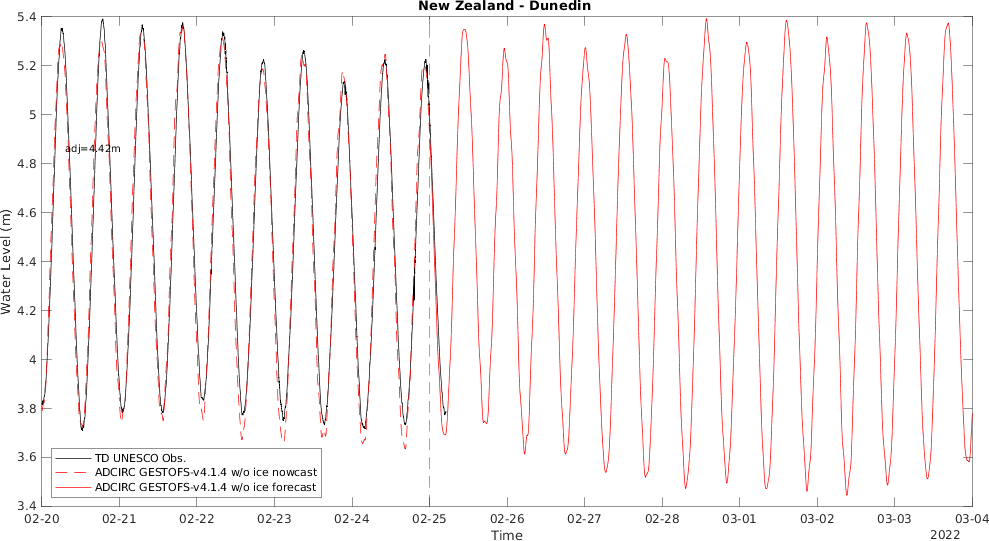 New Zealand - Dunedin
5.4
5.2
5
4.8
4.6
4.4
4.2
4
3.8
3.6
3.4
Water Level (m)
adj=4.42m
TD UNESCO Obs.
ADCIRC GESTOFS-v4.1.4 w/o ice nowcast
ADCIRC GESTOFS-v4.1.4 w/o ice forecast
02-20 02-21 02-22 02-23 02-24 02-25 02-26 02-27 02-28 03-01 03-02 03-03 03-04
Time
2022